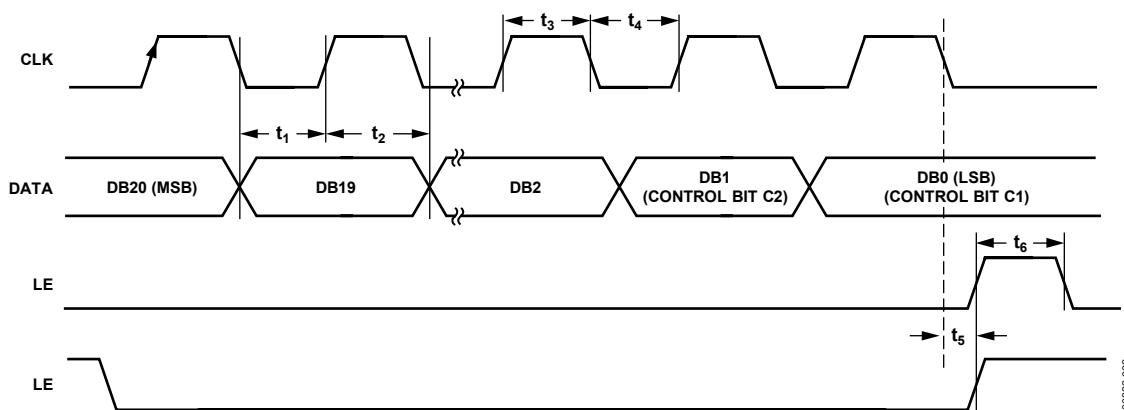 t3 t4
CLK
t1 t2
DATA DB20 (MSB) DB19 DB2 DB1 (CONTROL BIT C2) DB0 (LSB) (CONTROL BIT C1)
t6
LE
t5
LE